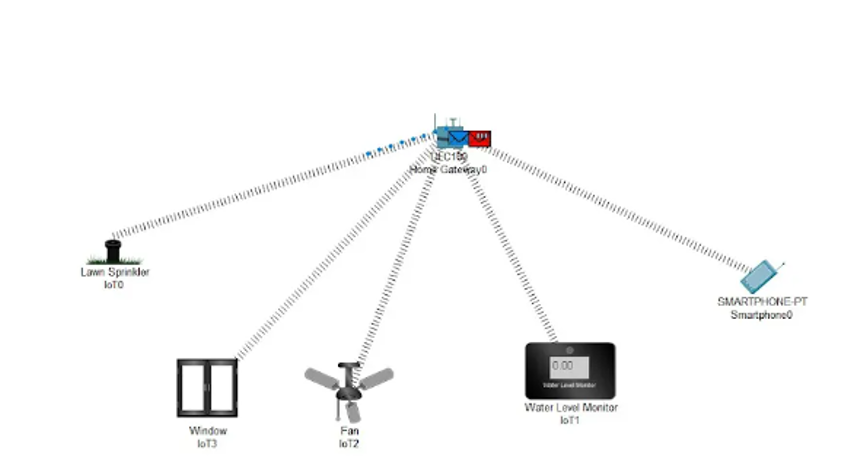 Home Gateway0
Lawn Sprinkler
IoT0
SMARTPHONE-PT
Smartphone0
0.00
Water Level Monitor
Water Level Monitor
IoT1
Window
IoT3
Fan
IoT2